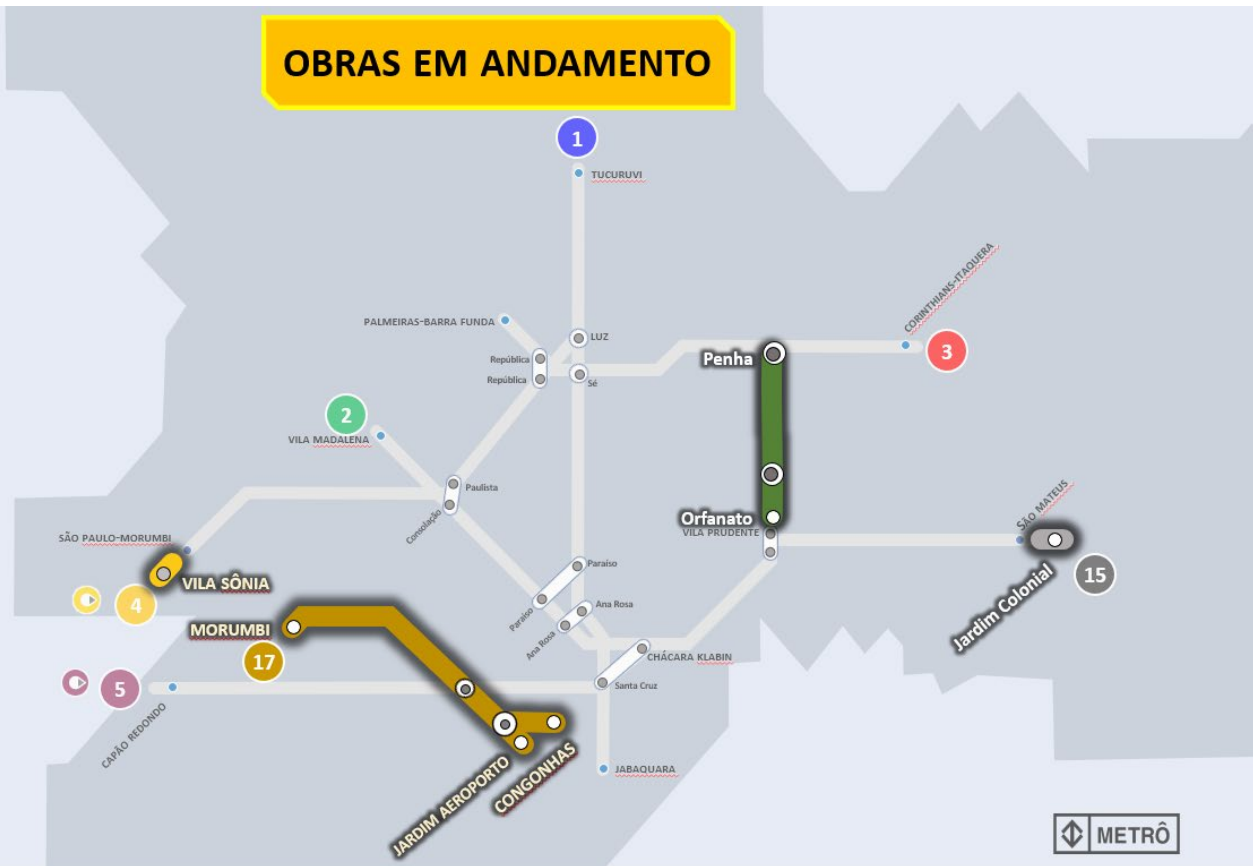 OBRAS EM ANDAMENTO
1
TUCURUVI
CORINTHIANS-ITAQUERA
3
PALMEIRAS-BARRA FUNDA
LUZ
República
República
Sé
Penha
2
VILA MADALENA
Paulista
Consolação
Orfanato
VILA PRUDENTE
SÃO MATEUS
Jardim Colonial
15
SÃO PAULO-MORUMBI
VILA SÔNIA
4
Paraíso
Paraíso
Ana Rosa
Ana Rosa
MORUMBI
17
CHÁCARA KLABIN
Santa Cruz
5
CAPÃO REDONDO
JARDIM AEROPORTO
CONGONHAS
JABAQUARA
METRÔ